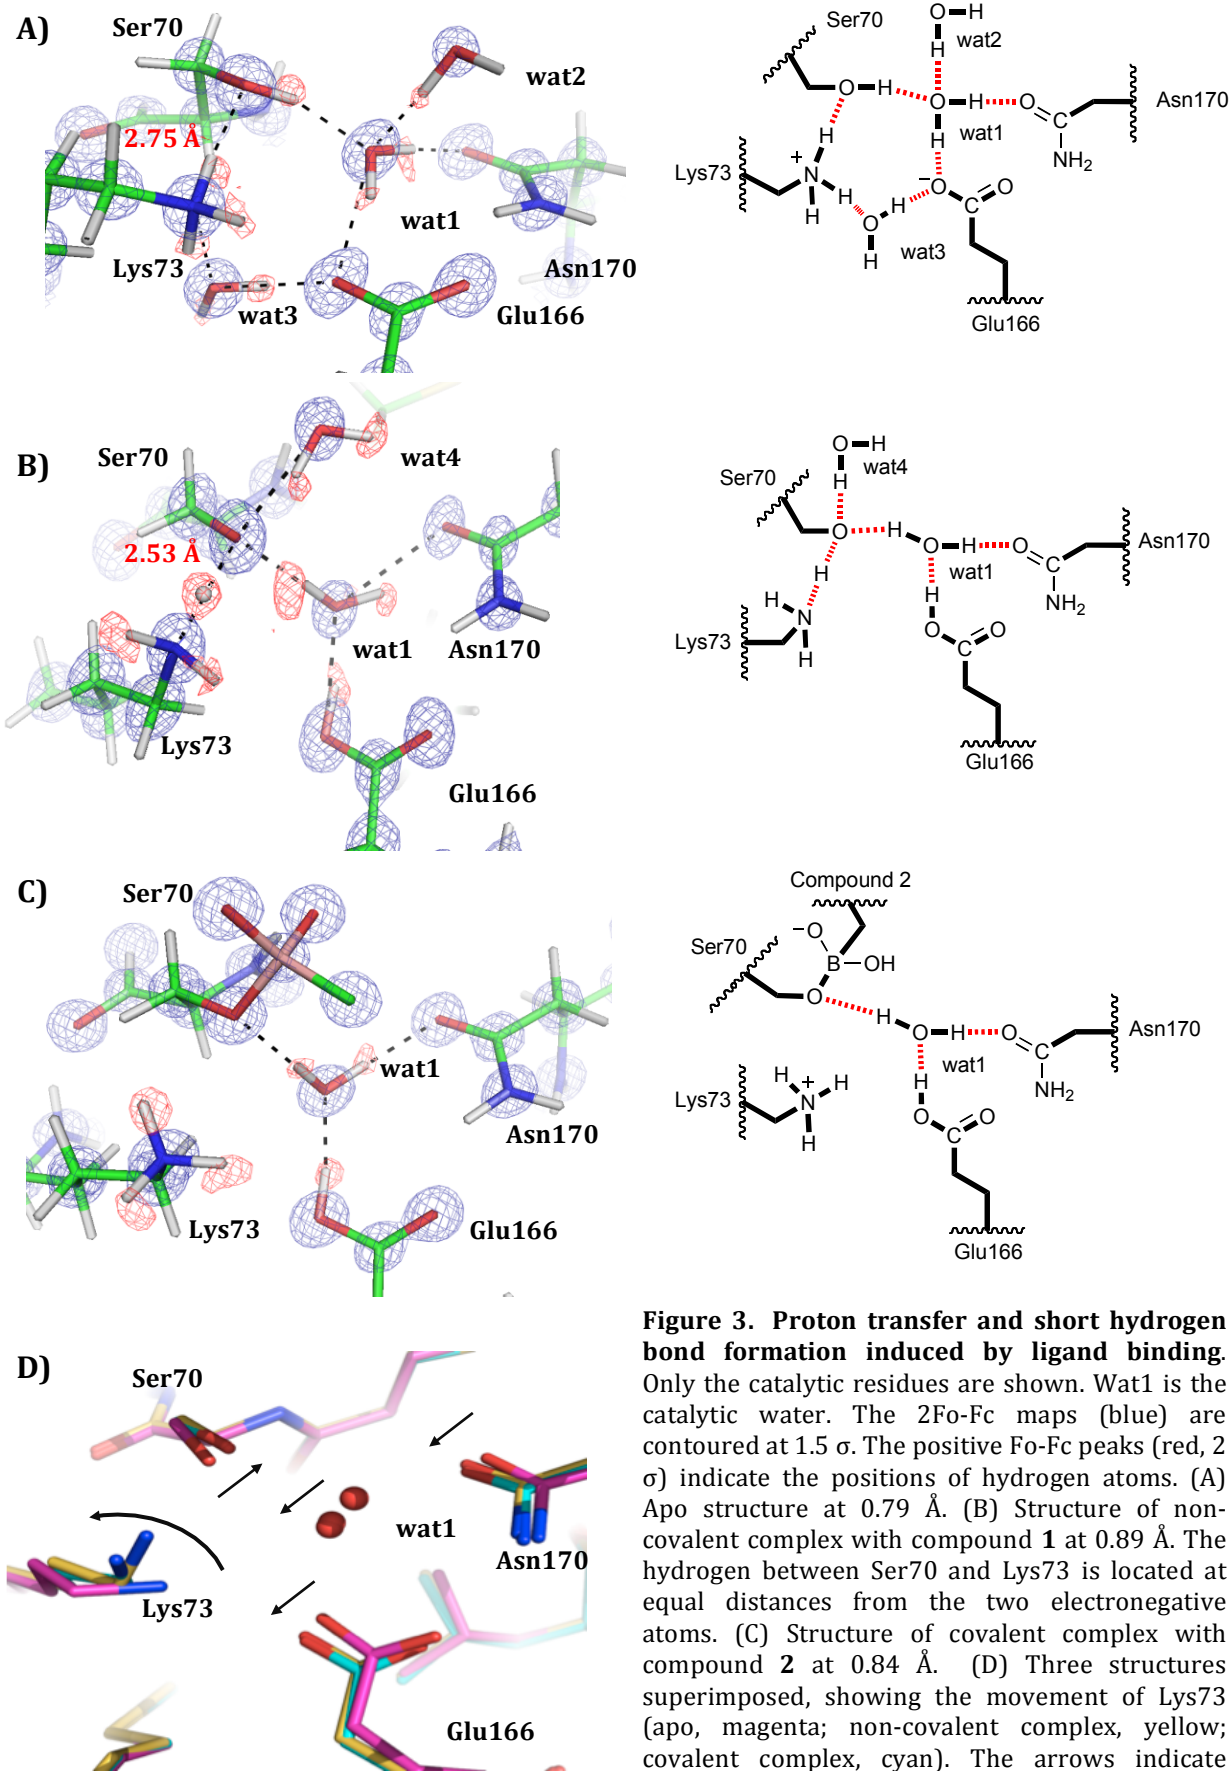 A)
Ser70
wat2
2.75 Å
wat1
Lys73
Asn170
wat3
Glu166
Ser70
O H
H
wat2
O H O H O
Asn170
H H wat1
NH2
Lys73
+
N H
H
O H
H
wat3
− O C O
Glu166
B)
Ser70
wat4
2.53 Å
wat1
Asn170
Lys73
Glu166
O H
wat4
H
Ser70
O H O H O
Asn170
H wat1
NH2
H N
H
Lys73
H
O C O
Glu166
C)
Ser70
wat1
Asn170
Lys73
Glu166
Compound 2
−O
B OH
Ser70
O
H O H O
Asn170
wat1
NH2
Lys73
H + H
N
H
H
O C O
Glu166
D)
Ser70
wat1
Asn170
Lys73
Glu166
Figure 3. Proton transfer and short hydrogen
bond formation induced by ligand binding.
Only the catalytic residues are shown. Wat1 is the
catalytic water. The 2Fo-Fc maps (blue) are
contoured at 1.5 σ. The positive Fo-Fc peaks (red, 2
σ) indicate the positions of hydrogen atoms. (A)
Apo structure at 0.79 Å. (B) Structure of non-
covalent complex with compound 1 at 0.89 Å. The
hydrogen between Ser70 and Lys73 is located at
equal distances from the two electronegative
atoms. (C) Structure of covalent complex with
compound 2 at 0.84 Å. (D) Three structures
superimposed, showing the movement of Lys73
(apo, magenta; non-covalent complex, yellow;
covalent complex, cyan). The arrows indicate